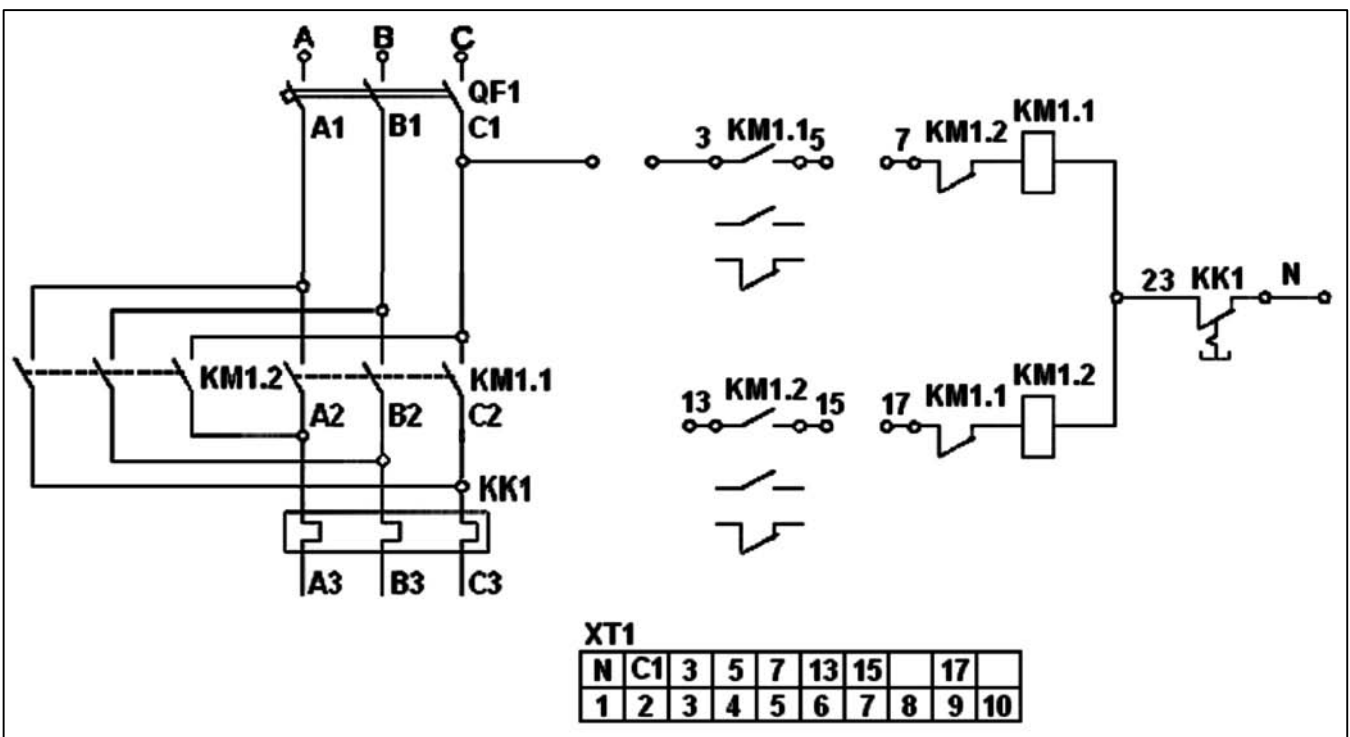 A B C
QF1
A1 B1 C1
3 KM1.1 5 7 KM1.2 KM1.1
23 KK1 N
KM1.2 KM1.1
A2 B2 C2
13 KM1.2 15 17 KM1.1 KM1.2
KK1
A3 B3 C3
XT1
N C1 3 5 7 13 15 17
1 2 3 4 5 6 7 8 9 10